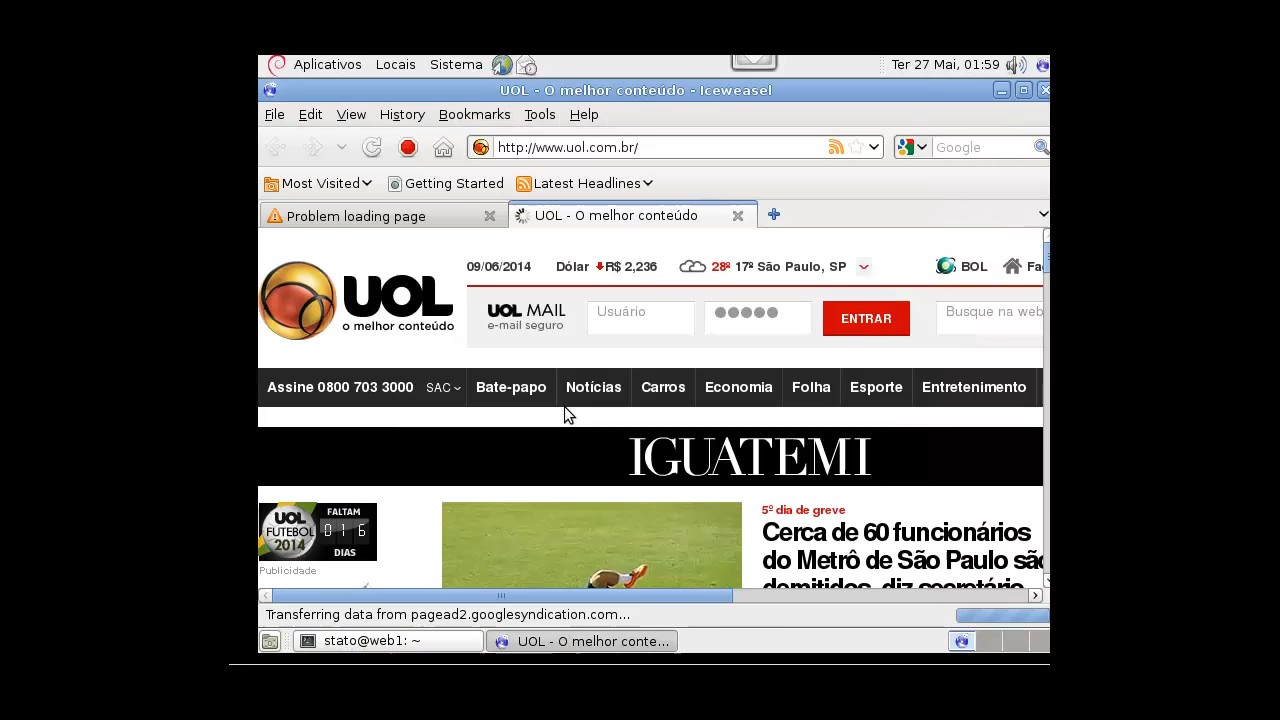 Aplicativos Locais Sistema Ter 27 Mai, 01:59
UOL - O melhor conteúdo - Iceweasel
File Edit View History Bookmarks Tools Help
http://www.uol.com.br/ Google
Most Visited Getting Started Latest Headlines
Problem loading page UOL - O melhor conteúdo
09/06/2014 Dólar R$ 2,236 28º 17º São Paulo, SP BOL
UOL
o melhor conteúdo
UOL MAIL
e-mail seguro
Usuário
ENTRAR
Busque na web
Assine 0800 703 3000 SAC Bate-papo Notícias Carros Economia Folha Esporte Entretenimento
IGUATEMI
UOL
FUTEBOL
2014
FALTAM
016
DIAS
Publicidade
5º dia de greve
Cerca de 60 funcionários
do Metrô de São Paulo são
demitidos, diz secretário
Transferring data from pagead2.googlesyndication.com...
stato@web1: ~ UOL - O melhor conte...